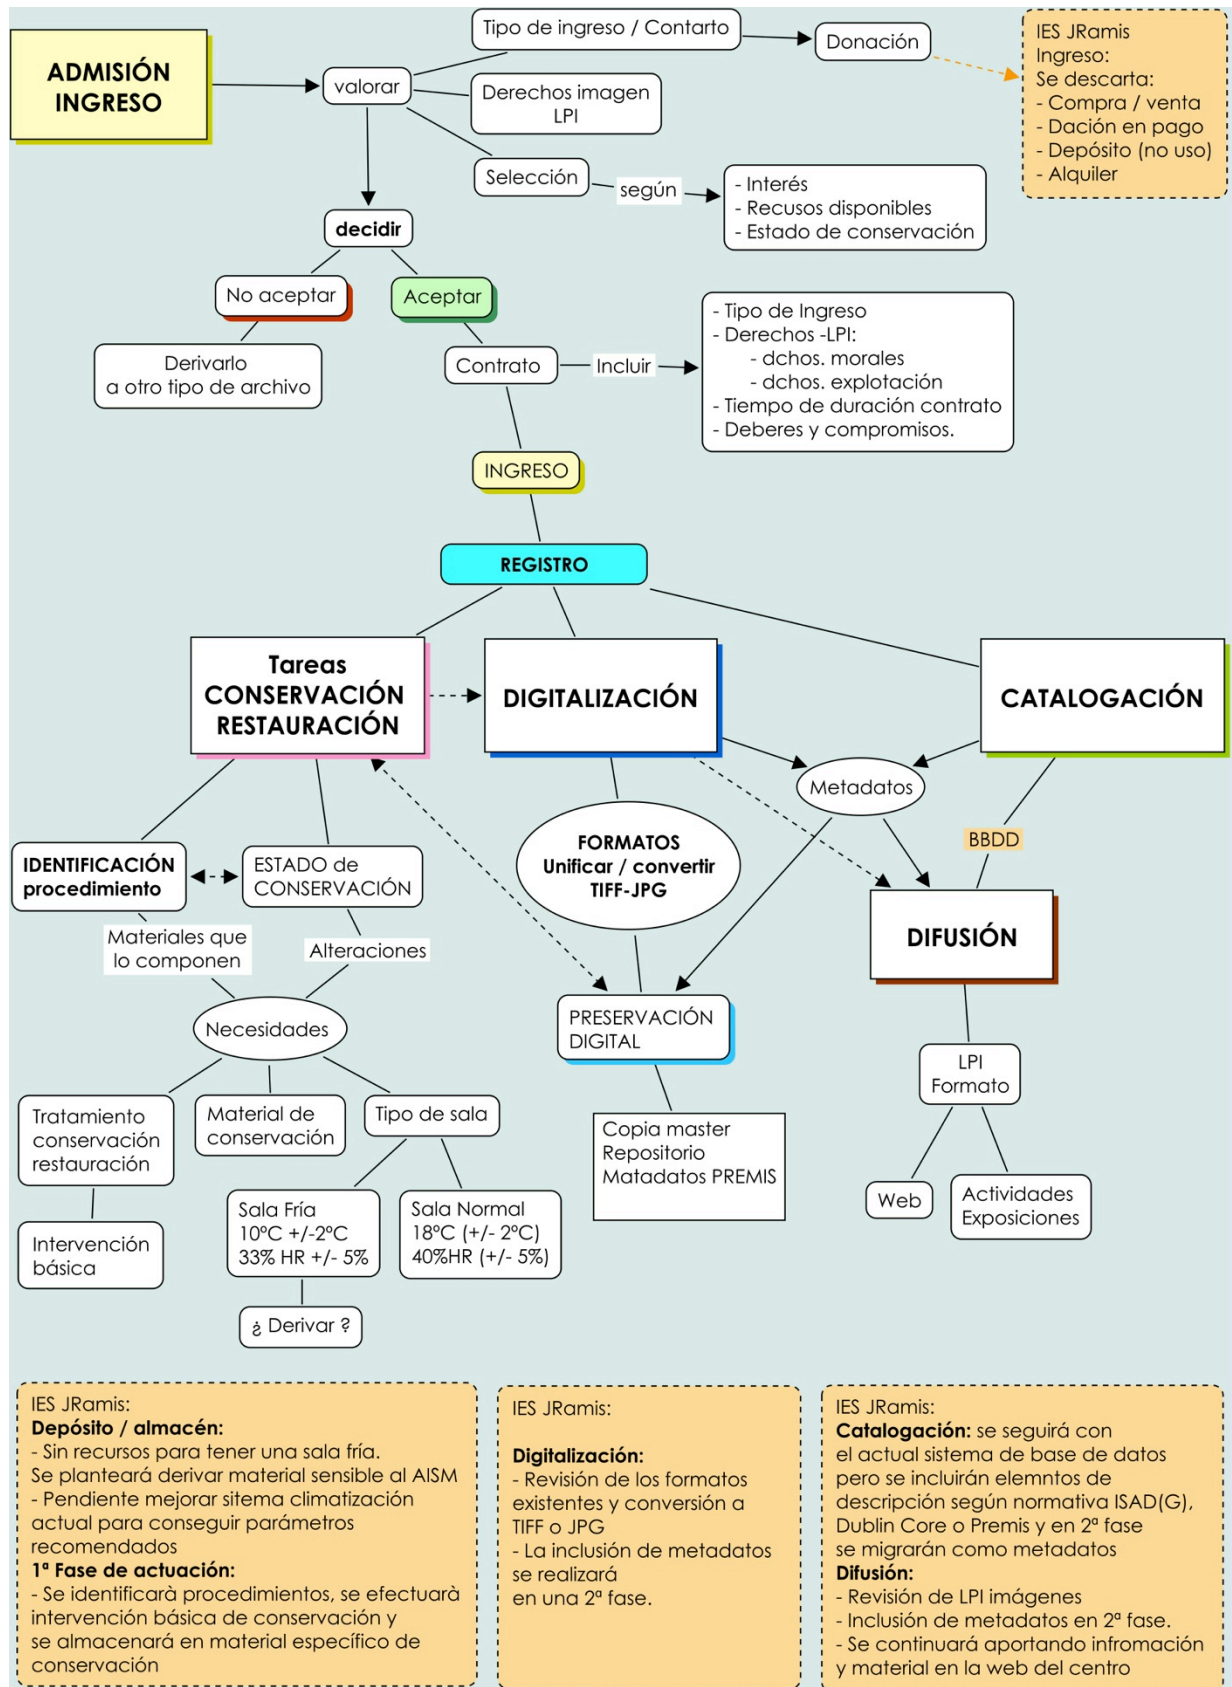 ADMISIÓN
INGRESO
valorar
Tipo de ingreso / Contarto
Donación
IES JRamis
Ingreso:
Se descarta:
- Compra / venta
- Dación en pago
- Depósito (no uso)
- Alquiler
Derechos imagen
LPI
Selección
según
- Interés
- Recusos disponibles
- Estado de conservación
decidir
No aceptar
Aceptar
Derivarlo
a otro tipo de archivo
Contrato
Incluir
- Tipo de Ingreso
- Derechos -LPI:
- dchos. morales
- dchos. explotación
- Tiempo de duración contrato
- Deberes y compromisos.
INGRESO
REGISTRO
Tareas
CONSERVACIÓN
RESTAURACIÓN
DIGITALIZACIÓN
CATALOGACIÓN
Metadatos
BBDD
IDENTIFICACIÓN
procedimiento
ESTADO de
CONSERVACIÓN
FORMATOS
Unificar / convertir
TIFF-JPG
DIFUSIÓN
Materiales que
lo componen
Alteraciones
Necesidades
PRESERVACIÓN
DIGITAL
LPI
Formato
Tratamiento
conservación
restauración
Material de
conservación
Tipo de sala
Copia master
Repositorio
Matadatos PREMIS
Web
Actividades
Exposiciones
Intervención
básica
Sala Fría
10ºC +/-2ºC
33% HR +/- 5%
Sala Normal
18ºC (+/- 2ºC)
40%HR (+/- 5%)
¿ Derivar ?
IES JRamis:
Depósito / almacén:
- Sin recursos para tener una sala fría.
Se planteará derivar material sensible al AISM
- Pendiente mejorar sitema climatización
actual para conseguir parámetros
recomendados
1ª Fase de actuación:
- Se identificarà procedimientos, se efectuarà
intervención básica de conservación y
se almacenará en material específico de
conservación
IES JRamis:
Digitalización:
- Revisión de los formatos
existentes y conversión a
TIFF o JPG
- La inclusión de metadatos
se realizará
en una 2ª fase.
IES JRamis:
Catalogación: se seguirá con
el actual sistema de base de datos
pero se incluirán elemntos de
descripción según normativa ISAD(G),
Dublin Core o Premis y en 2ª fase
se migrarán como metadatos
Difusión:
- Revisión de LPI imágenes
- Inclusión de metadatos en 2ª fase.
- Se continuará aportando infromación
y material en la web del centro